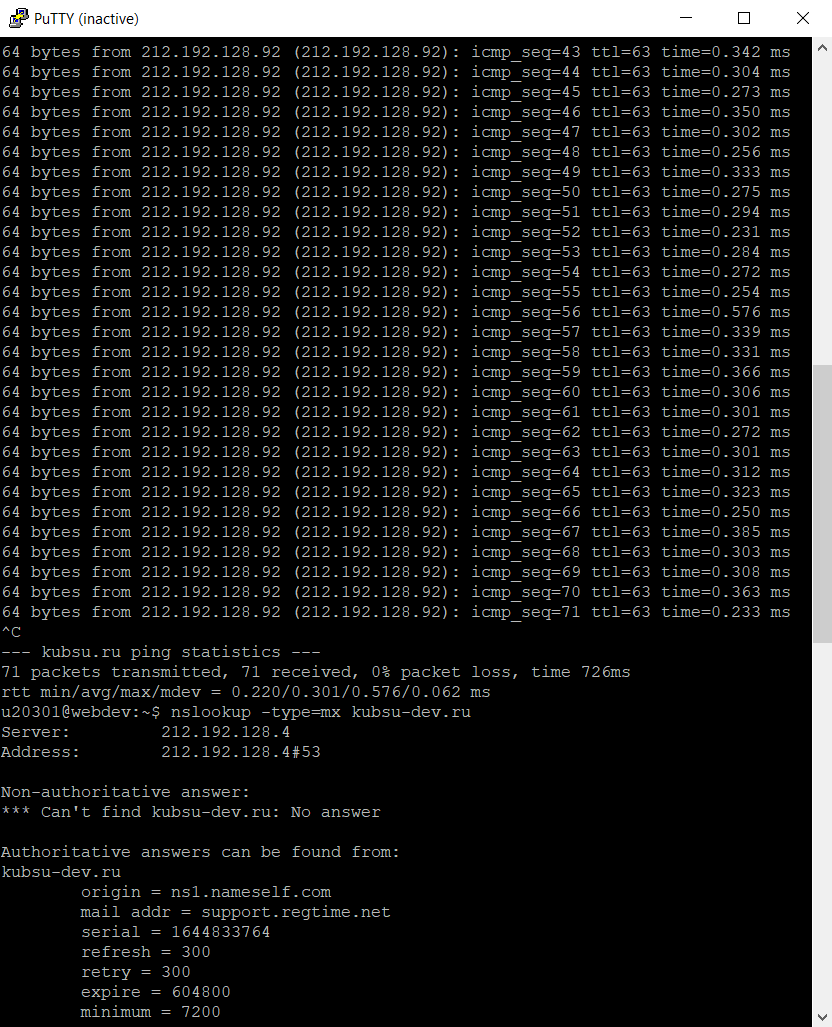 PuTTY (inactive)
64 bytes from 212.192.128.92 (212.192.128.92): icmp_seq=43 ttl=63 time=0.342 ms
64 bytes from 212.192.128.92 (212.192.128.92): icmp_seq=44 ttl=63 time=0.304 ms
64 bytes from 212.192.128.92 (212.192.128.92): icmp_seq=45 ttl=63 time=0.273 ms
64 bytes from 212.192.128.92 (212.192.128.92): icmp_seq=46 ttl=63 time=0.350 ms
64 bytes from 212.192.128.92 (212.192.128.92): icmp_seq=47 ttl=63 time=0.302 ms
64 bytes from 212.192.128.92 (212.192.128.92): icmp_seq=48 ttl=63 time=0.256 ms
64 bytes from 212.192.128.92 (212.192.128.92): icmp_seq=49 ttl=63 time=0.333 ms
64 bytes from 212.192.128.92 (212.192.128.92): icmp_seq=50 ttl=63 time=0.275 ms
64 bytes from 212.192.128.92 (212.192.128.92): icmp_seq=51 ttl=63 time=0.294 ms
64 bytes from 212.192.128.92 (212.192.128.92): icmp_seq=52 ttl=63 time=0.231 ms
64 bytes from 212.192.128.92 (212.192.128.92): icmp_seq=53 ttl=63 time=0.284 ms
64 bytes from 212.192.128.92 (212.192.128.92): icmp_seq=54 ttl=63 time=0.272 ms
64 bytes from 212.192.128.92 (212.192.128.92): icmp_seq=55 ttl=63 time=0.254 ms
64 bytes from 212.192.128.92 (212.192.128.92): icmp_seq=56 ttl=63 time=0.576 ms
64 bytes from 212.192.128.92 (212.192.128.92): icmp_seq=57 ttl=63 time=0.339 ms
64 bytes from 212.192.128.92 (212.192.128.92): icmp_seq=58 ttl=63 time=0.331 ms
64 bytes from 212.192.128.92 (212.192.128.92): icmp_seq=59 ttl=63 time=0.366 ms
64 bytes from 212.192.128.92 (212.192.128.92): icmp_seq=60 ttl=63 time=0.306 ms
64 bytes from 212.192.128.92 (212.192.128.92): icmp_seq=61 ttl=63 time=0.301 ms
64 bytes from 212.192.128.92 (212.192.128.92): icmp_seq=62 ttl=63 time=0.272 ms
64 bytes from 212.192.128.92 (212.192.128.92): icmp_seq=63 ttl=63 time=0.301 ms
64 bytes from 212.192.128.92 (212.192.128.92): icmp_seq=64 ttl=63 time=0.312 ms
64 bytes from 212.192.128.92 (212.192.128.92): icmp_seq=65 ttl=63 time=0.323 ms
64 bytes from 212.192.128.92 (212.192.128.92): icmp_seq=66 ttl=63 time=0.250 ms
64 bytes from 212.192.128.92 (212.192.128.92): icmp_seq=67 ttl=63 time=0.385 ms
64 bytes from 212.192.128.92 (212.192.128.92): icmp_seq=68 ttl=63 time=0.303 ms
64 bytes from 212.192.128.92 (212.192.128.92): icmp_seq=69 ttl=63 time=0.308 ms
64 bytes from 212.192.128.92 (212.192.128.92): icmp_seq=70 ttl=63 time=0.363 ms
64 bytes from 212.192.128.92 (212.192.128.92): icmp_seq=71 ttl=63 time=0.233 ms
^C
--- kubsu.ru ping statistics ---
71 packets transmitted, 71 received, 0% packet loss, time 726ms
rtt min/avg/max/mdev = 0.220/0.301/0.576/0.062 ms
u20301@webdev:~$ nslookup -type=mx kubsu-dev.ru
Server:         212.192.128.4
Address:        212.192.128.4#53

Non-authoritative answer:
*** Can't find kubsu-dev.ru: No answer

Authoritative answers can be found from:
kubsu-dev.ru
        origin = ns1.nameself.com
        mail addr = support.regtime.net
        serial = 1644833764
        refresh = 300
        retry = 300
        expire = 604800
        minimum = 7200